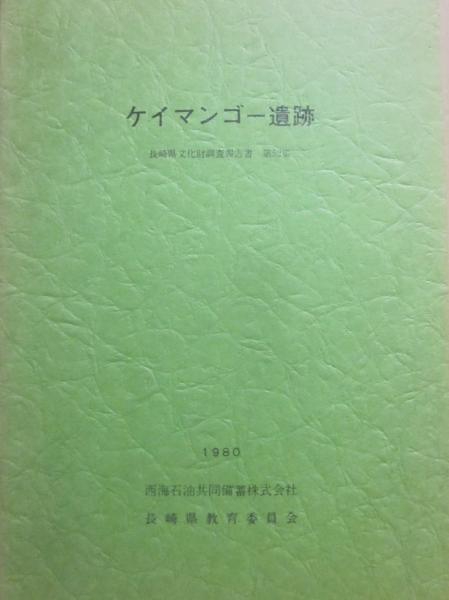 ケイマンゴー遺跡
長崎県文化財調査報告書 第 集
1980
西海石油共同備蓄株式会社
長崎県教育委員会